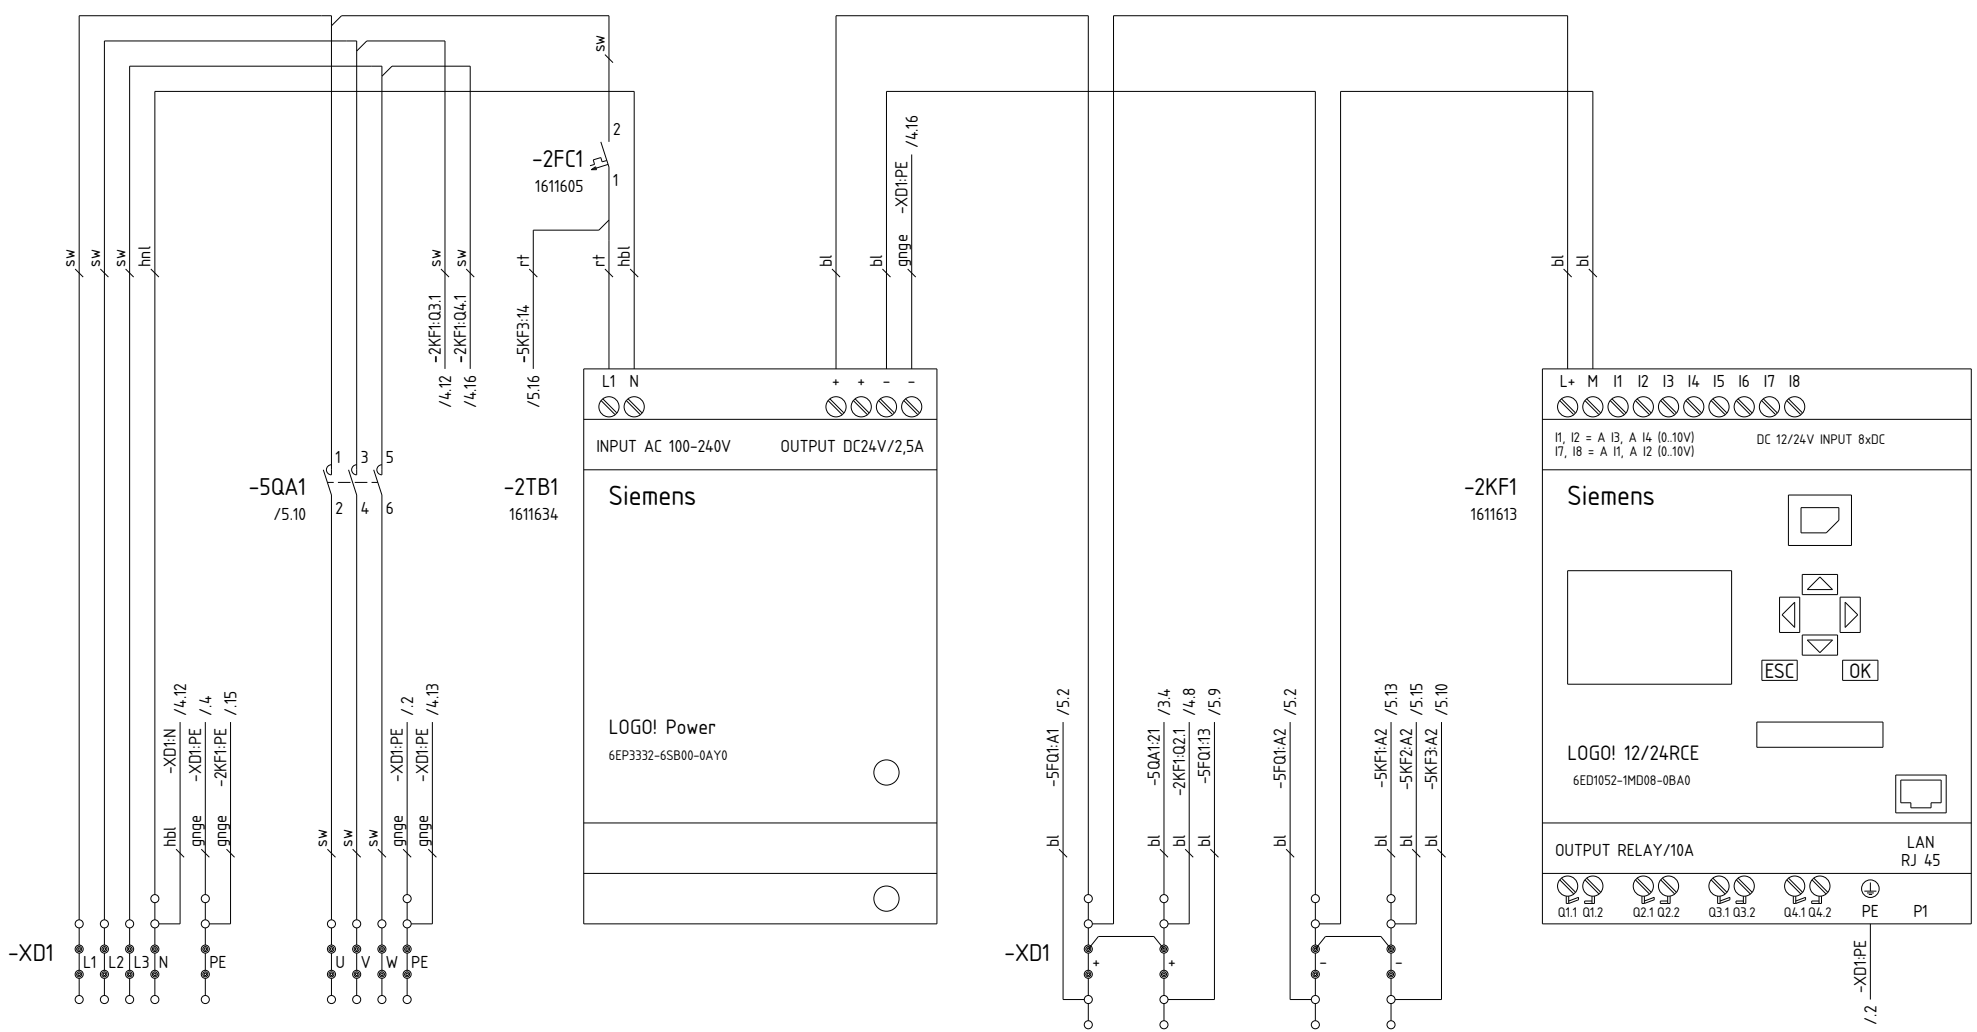 sw
sw
sw
hnl
sw
sw
-2KF1:Q3.1
-2KF1:Q4.1
/4.12
/4.16
sw
2
-2FC1
1
1611605
rt
-5KF3:14
/5.16
rt
hbl
bl
bl
gnge
-XD1:PE
/4.16
bl
bl
1
3
5
-5QA1
/5.10
2
4
6
-2TB1
1611634
L1 N
+ + - -
INPUT AC 100-240V
OUTPUT DC24V/2,5A
Siemens
LOGO! Power
6EP3332-6SB00-0AY0
-2KF1
1611613
L+ M I1 I2 I3 I4 I5 I6 I7 I8
I1, I2 = A I3, A I4 (0..10V)
I7, I8 = A I1, A I2 (0..10V)
DC 12/24V INPUT 8xDC
Siemens
ESC
OK
LOGO! 12/24RCE
6ED1052-1MD08-0BA0
OUTPUT RELAY/10A
LAN
RJ 45
Q1.1 Q1.2
Q2.1 Q2.2
Q3.1 Q3.2
Q4.1 Q4.2
PE
P1
-XD1:PE
/.2
hbl
-XD1:N
/4.12
gnge
-XD1:PE
/.4
gnge
-2KF1:PE
/.15
sw
sw
sw
gnge
-XD1:PE
/.2
gnge
-XD1:PE
/4.13
-XD1
L1 L2 L3 N
PE
U V W PE
bl
-5FQ1:A1
/5.2
bl
-5QA1:21
/3.4
bl
-2KF1:Q2.1
/4.8
bl
-5FQ1:13
/5.9
bl
-5FQ1:A2
/5.2
bl
-5KF1:A2
/5.13
bl
-5KF2:A2
/5.15
bl
-5KF3:A2
/5.10
-XD1
+
+
-
-